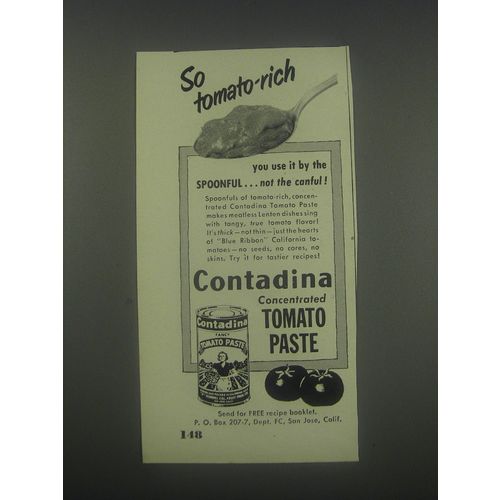 So
tomato-rich
you use it by the
SPOONFUL... not the canful!
Spoonfuls of tomato-rich, concen-
trated Contadina Tomato Paste
makes meatless Lenten dishes sing
with tangy, true tomato flavor!
It's thick—not thin—just the hearts
of "Blue Ribbon" California to-
matoes—no seeds, no cores, no
skins. Try it for tastier recipes!
Contadina
Concentrated
TOMATO
PASTE
Contadina
FANCY
TOMATO PASTE
Send for FREE recipe booklet.
P. O. Box 207-7, Dept. FC, San Jose, Calif.
148